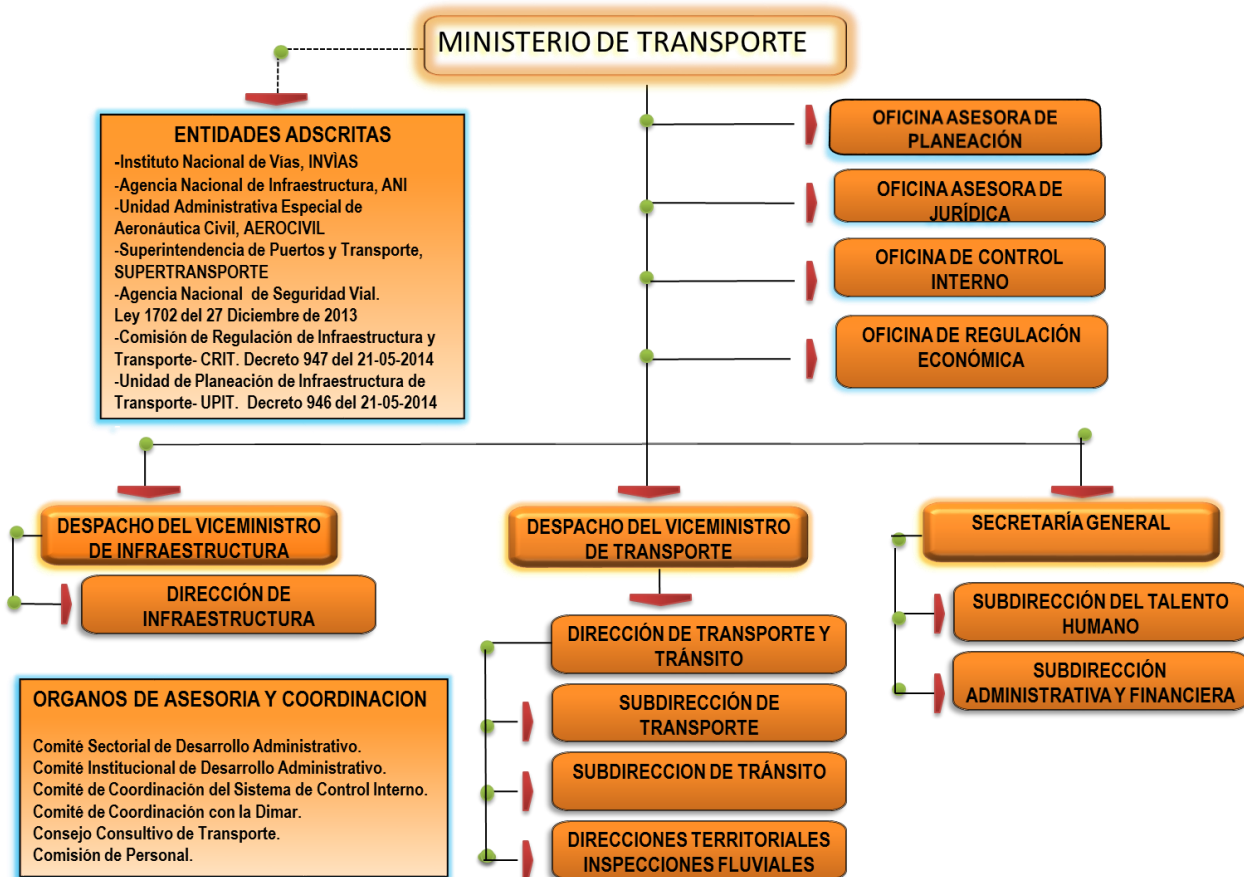 MINISTERIO DE TRANSPORTE
ENTIDADES ADSCRITAS
-Instituto Nacional de Vías, INVÌAS
-Agencia Nacional de Infraestructura, ANI
-Unidad Administrativa Especial de
Aeronáutica Civil, AEROCIVIL
-Superintendencia de Puertos y Transporte,
SUPERTRANSPORTE
-Agencia Nacional de Seguridad Vial.
Ley 1702 del 27 Diciembre de 2013
-Comisión de Regulación de Infraestructura y
Transporte- CRIT. Decreto 947 del 21-05-2014
-Unidad de Planeación de Infraestructura de
Transporte- UPIT. Decreto 946 del 21-05-2014
OFICINA ASESORA DE
PLANEACIÓN
OFICINA ASESORA DE
JURÍDICA
OFICINA DE CONTROL
INTERNO
OFICINA DE REGULACIÓN
ECONÓMICA
DESPACHO DEL VICEMINISTRO
DE INFRAESTRUCTURA
DIRECCIÓN DE
INFRAESTRUCTURA
DESPACHO DEL VICEMINISTRO
DE TRANSPORTE
DIRECCIÓN DE TRANSPORTE Y
TRÁNSITO
SUBDIRECCIÓN DE
TRANSPORTE
SUBDIRECCION DE TRÁNSITO
DIRECCIONES TERRITORIALES
INSPECCIONES FLUVIALES
SECRETARÍA GENERAL
SUBDIRECCIÓN DEL TALENTO
HUMANO
SUBDIRECCIÓN
ADMINISTRATIVA Y FINANCIERA
ORGANOS DE ASESORIA Y COORDINACION
Comité Sectorial de Desarrollo Administrativo.
Comité Institucional de Desarrollo Administrativo.
Comité de Coordinación del Sistema de Control Interno.
Comité de Coordinación con la Dimar.
Consejo Consultivo de Transporte.
Comisión de Personal.